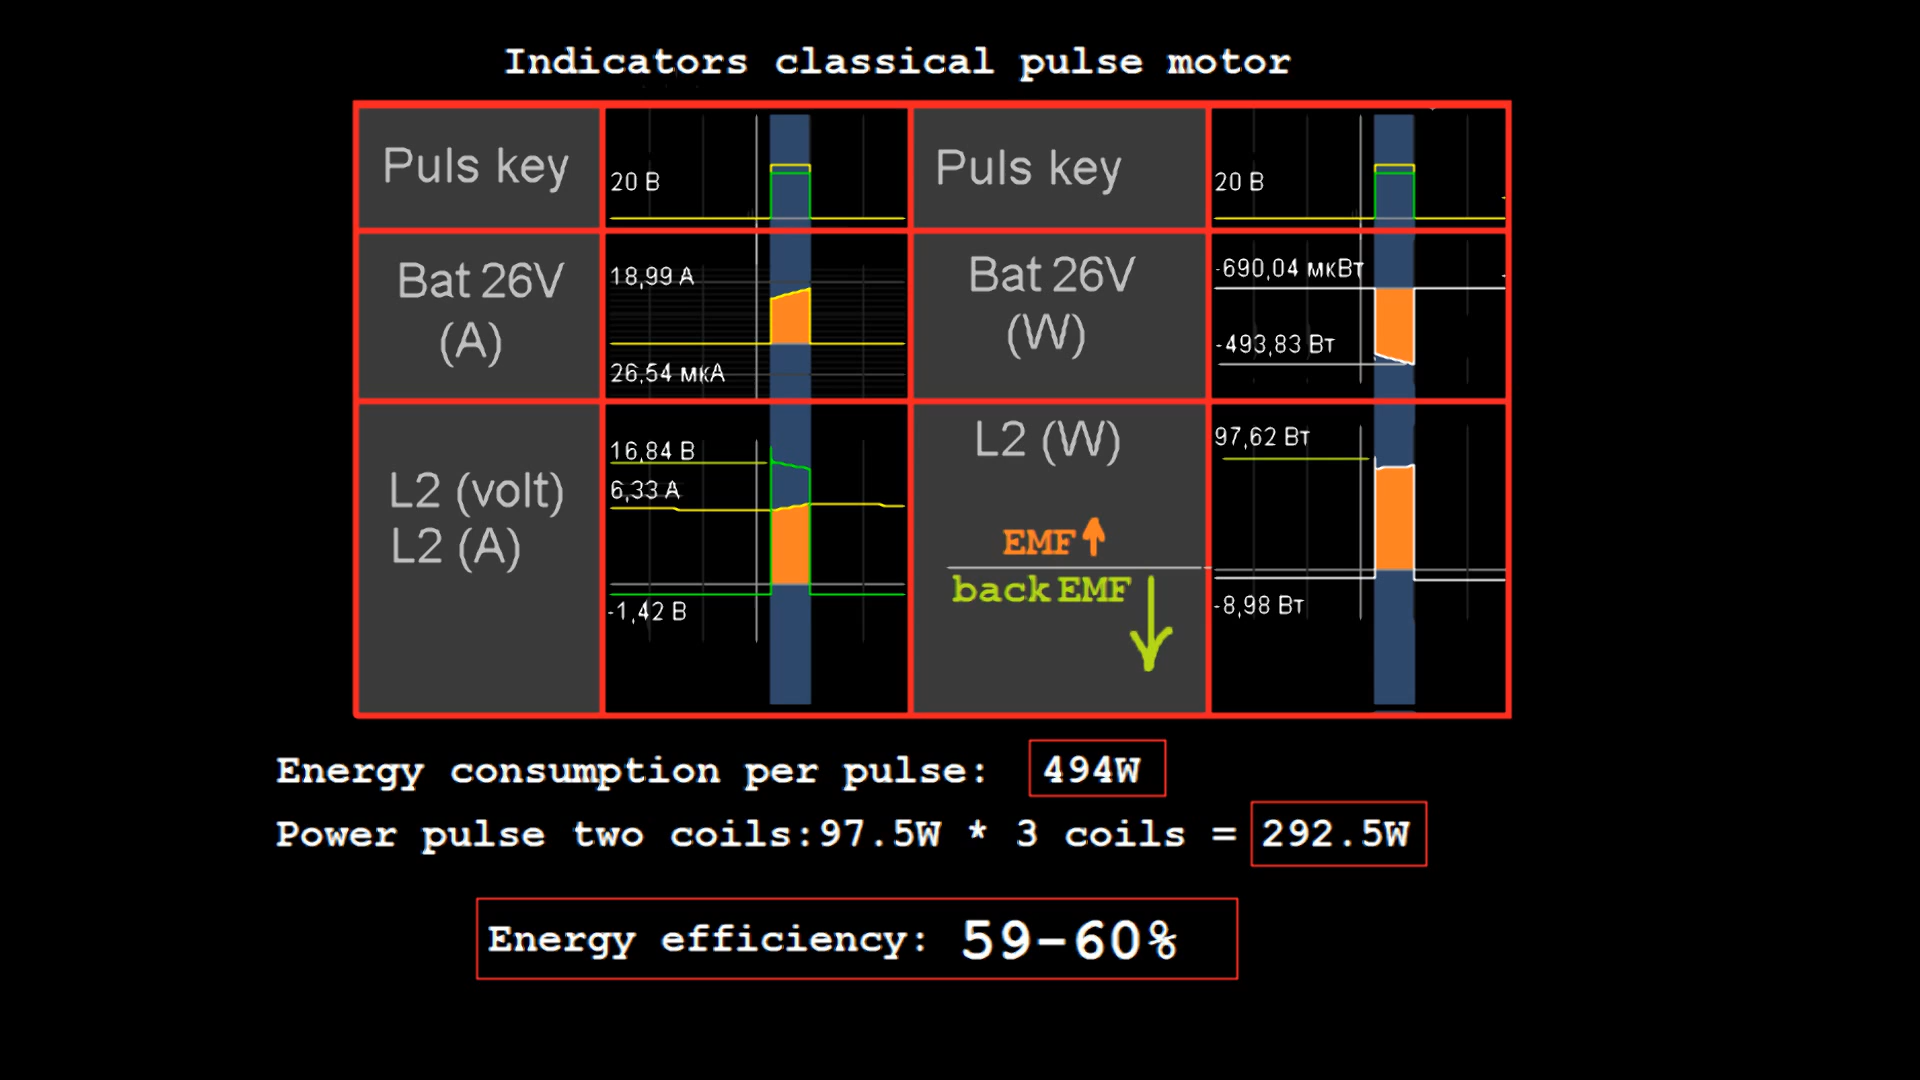 Indicators classical pulse motor
Puls key
20 В
Puls key
20 В
Bat 26V
(A)
18,99 А
26,54 мкА
Bat 26V
(W)
-690,04 мкВт
-493,83 Вт
L2 (volt)
L2 (A)
16,84 В
6,33 А
-1,42 В
L2 (W)
EMF
back EMF
97,62 Вт
-8,98 Вт
Energy consumption per pulse: 494W
Power pulse two coils:97.5W * 3 coils = 292.5W
Energy efficiency: 59-60%